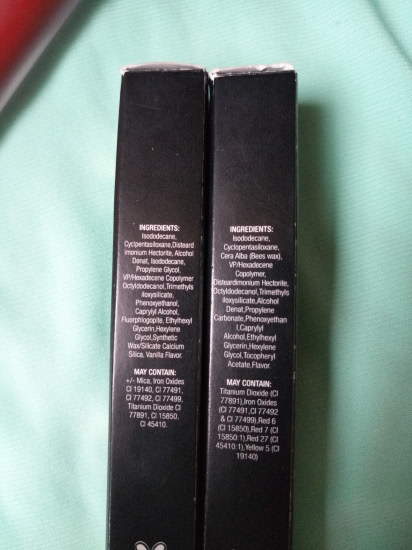 INGREDIENTS:
Isododecane,
Cyclpentasiloxane,Disteard
imonium Hectorite, Alcohol
Denat, Isododecane,
Propylene Glycol,
VP/Hexadecene Copolymer
Octyldodecanol,Trimethyls
iloxysilicate,
Phenoxyethanol,
Caprylyl Alcohol,
Fluorphlogopite, Ethylhexyl
Glycerin,Hexylene
Glycol,Synthetic
Wax/Silicate Calcium
Silica, Vanilla Flavor.
MAY CONTAIN:
+/- Mica, Iron Oxides
CI 19140, CI 77491,
CI 77492, CI 77499,
Titanium Dioxide CI
77891, CI 15850,
CI 45410.
INGREDIENTS:
Isododecane,
Cyclopentasiloxane,
Cera Alba (Bees wax),
VP/Hexadecene
Copolymer,
Disteardimonium Hectorite,
Octyldodecanol,Trimethyls
iloxysilicate,Alcohol
Denat,Propylene
Carbonate,Phenoxyethan
l,Caprylyl
Alcohol,Ethylhexyl
Glycerin,Hexylene
Glycol,Tocopheryl
Acetate.
MAY CONTAIN:
Titanium Dioxide (CI
77891),Iron Oxides
(CI 77491,CI 77492
& CI 77499), Red 6
(CI 15850),Red 7 (CI
15850:1),Red 27 (CI
45410:1),Yellow 5 (CI
19140)